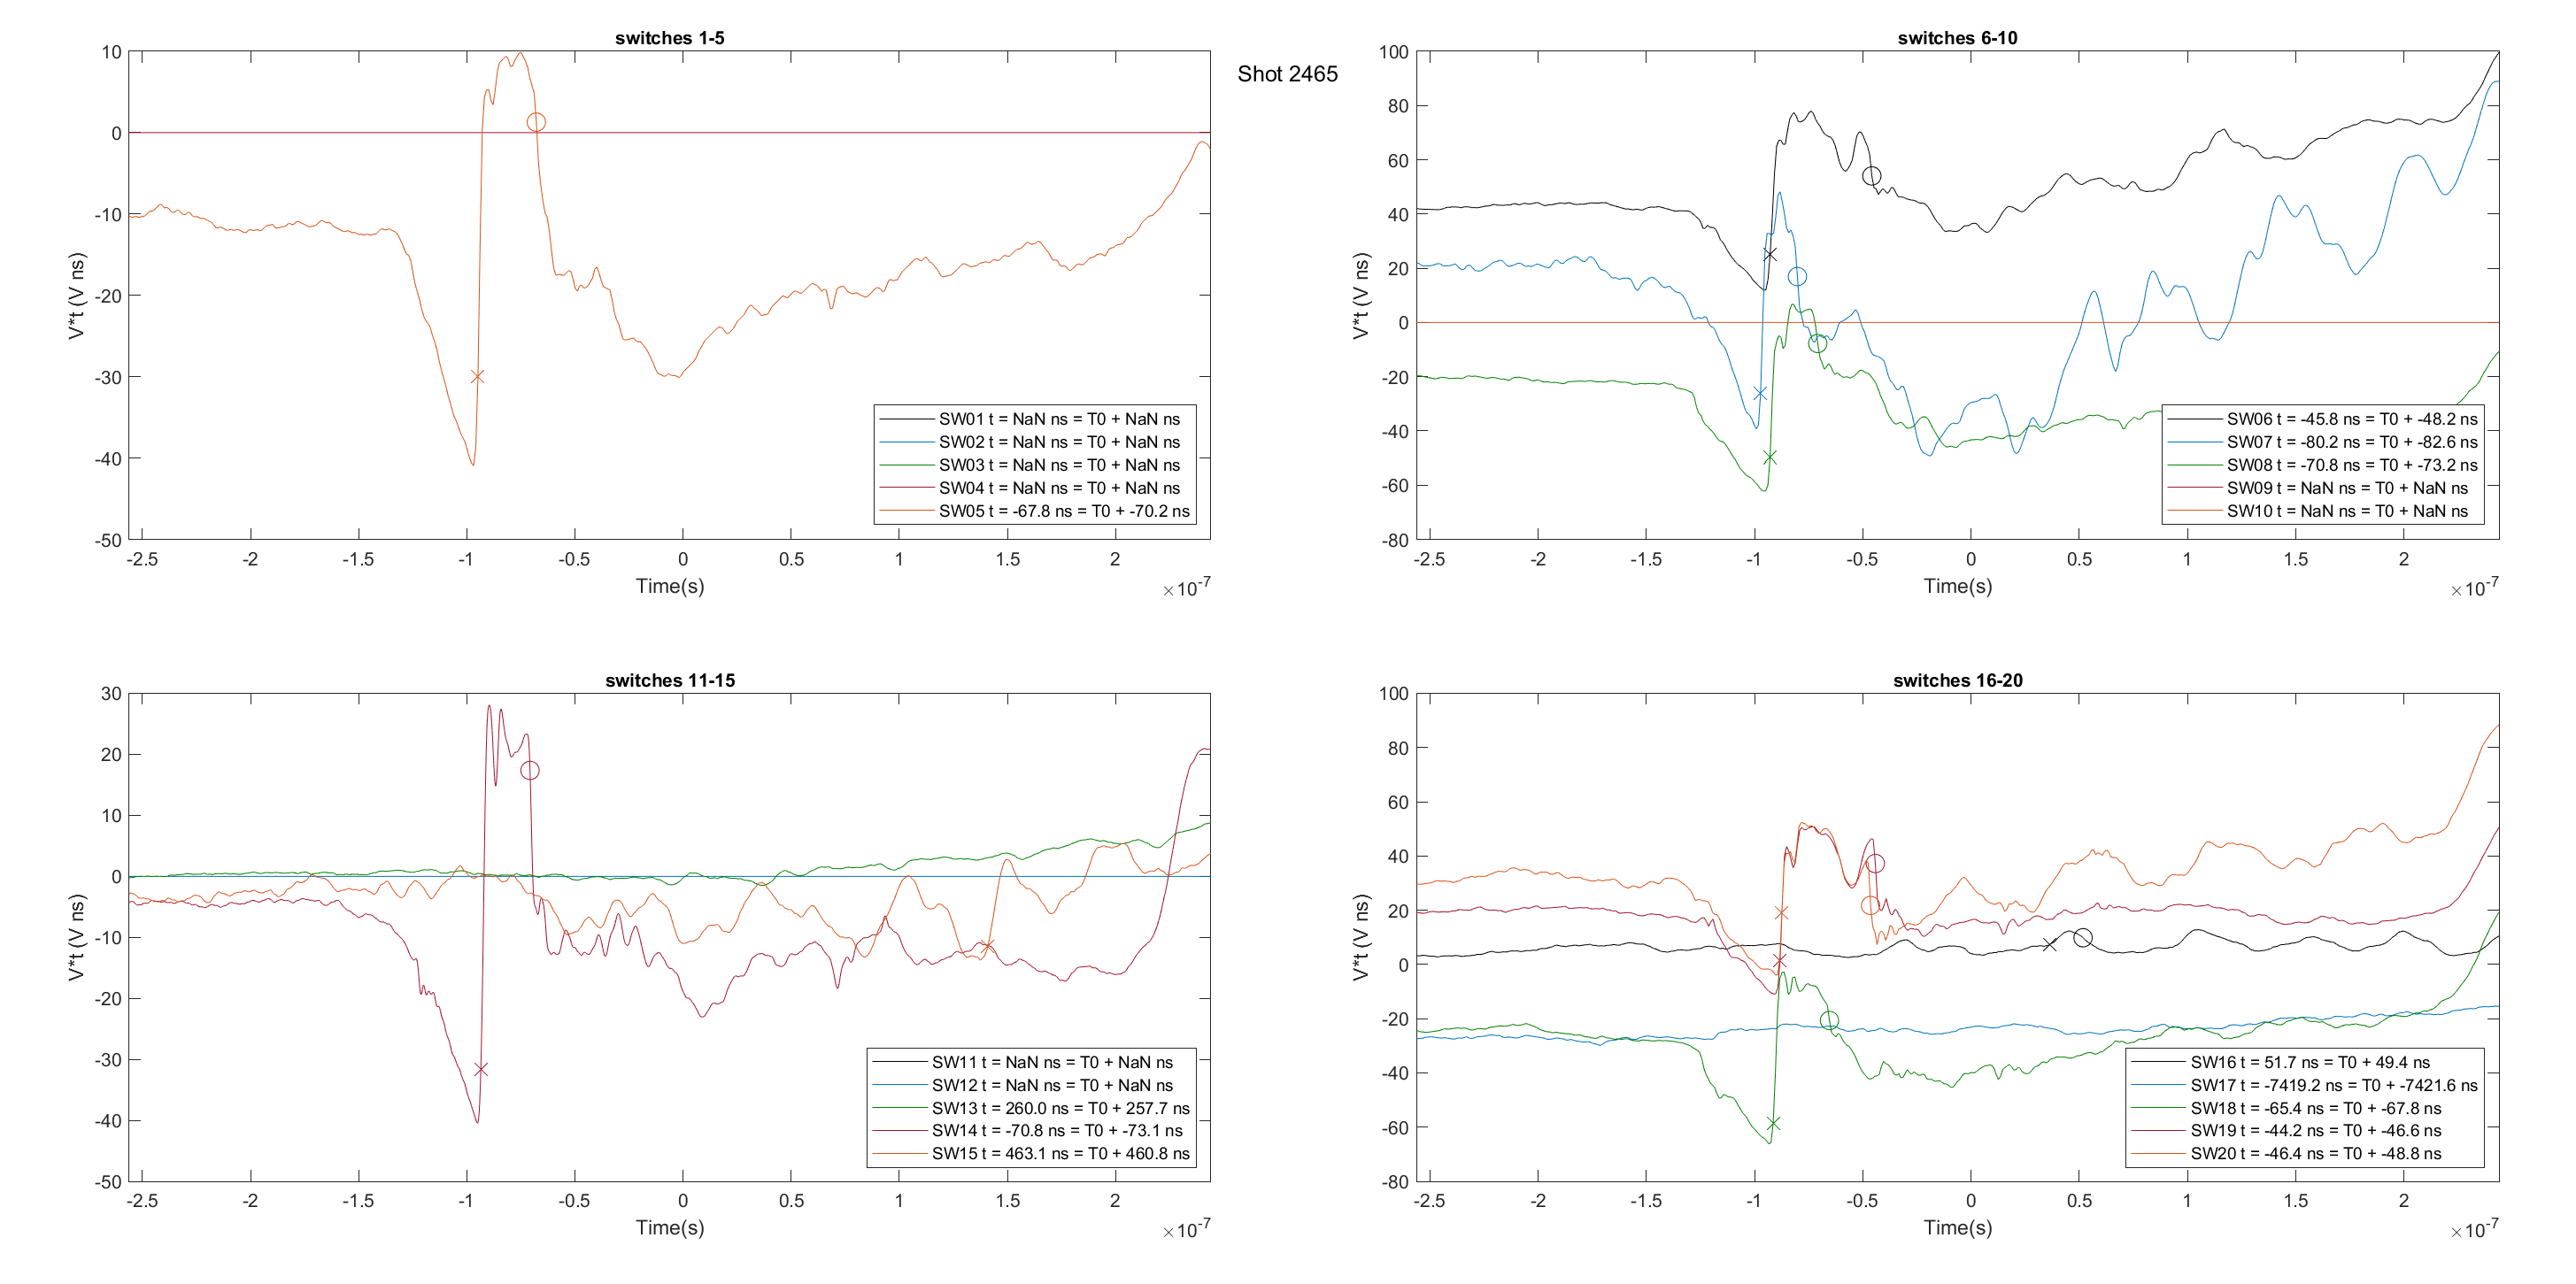 Shot 2465
switches 1-5
10
0
-10
-20
-30
-40
-50
V*t (V ns)
-2.5 -2 -1.5 -1 -0.5 0 0.5 1 1.5 2
Time(s)
×10-7
SW01 t = NaN ns = T0 + NaN ns
SW02 t = NaN ns = T0 + NaN ns
SW03 t = NaN ns = T0 + NaN ns
SW04 t = NaN ns = T0 + NaN ns
SW05 t = -67.8 ns = T0 + -70.2 ns
switches 6-10
100
80
60
40
20
0
-20
-40
-60
-80
V*t (V ns)
-2.5 -2 -1.5 -1 -0.5 0 0.5 1 1.5 2
Time(s)
×10-7
SW06 t = -45.8 ns = T0 + -48.2 ns
SW07 t = -80.2 ns = T0 + -82.6 ns
SW08 t = -70.8 ns = T0 + -73.2 ns
SW09 t = NaN ns = T0 + NaN ns
SW10 t = NaN ns = T0 + NaN ns
switches 11-15
30
20
10
0
-10
-20
-30
-40
-50
V*t (V ns)
-2.5 -2 -1.5 -1 -0.5 0 0.5 1 1.5 2
Time(s)
×10-7
SW11 t = NaN ns = T0 + NaN ns
SW12 t = NaN ns = T0 + NaN ns
SW13 t = 260.0 ns = T0 + 257.7 ns
SW14 t = -70.8 ns = T0 + -73.1 ns
SW15 t = 463.1 ns = T0 + 460.8 ns
switches 16-20
100
80
60
40
20
0
-20
-40
-60
-80
V*t (V ns)
-2.5 -2 -1.5 -1 -0.5 0 0.5 1 1.5 2
Time(s)
×10-7
SW16 t = 51.7 ns = T0 + 49.4 ns
SW17 t = -7419.2 ns = T0 + -7421.6 ns
SW18 t = -65.4 ns = T0 + -67.8 ns
SW19 t = -44.2 ns = T0 + -46.6 ns
SW20 t = -46.4 ns = T0 + -48.8 ns